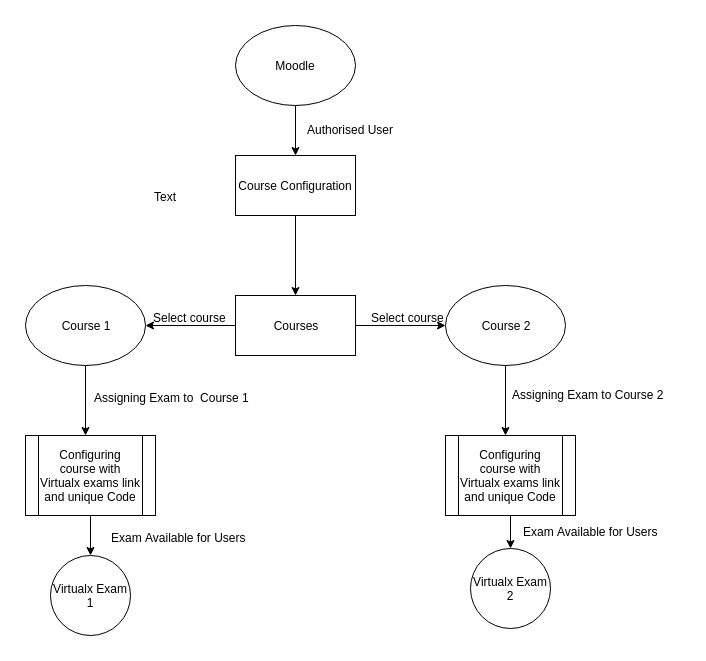 Moodle
Authorised User
Course Configuration
Text
Select course
Select course
Course 1
Courses
Course 2
Assigning Exam to  Course 1
Assigning Exam to Course 2
Configuring
course with
Virtualx exams link
and unique Code
Configuring
course with
Virtualx exams link
and unique Code
Exam Available for Users
Exam Available for Users
Virtualx Exam
1
Virtualx Exam
2